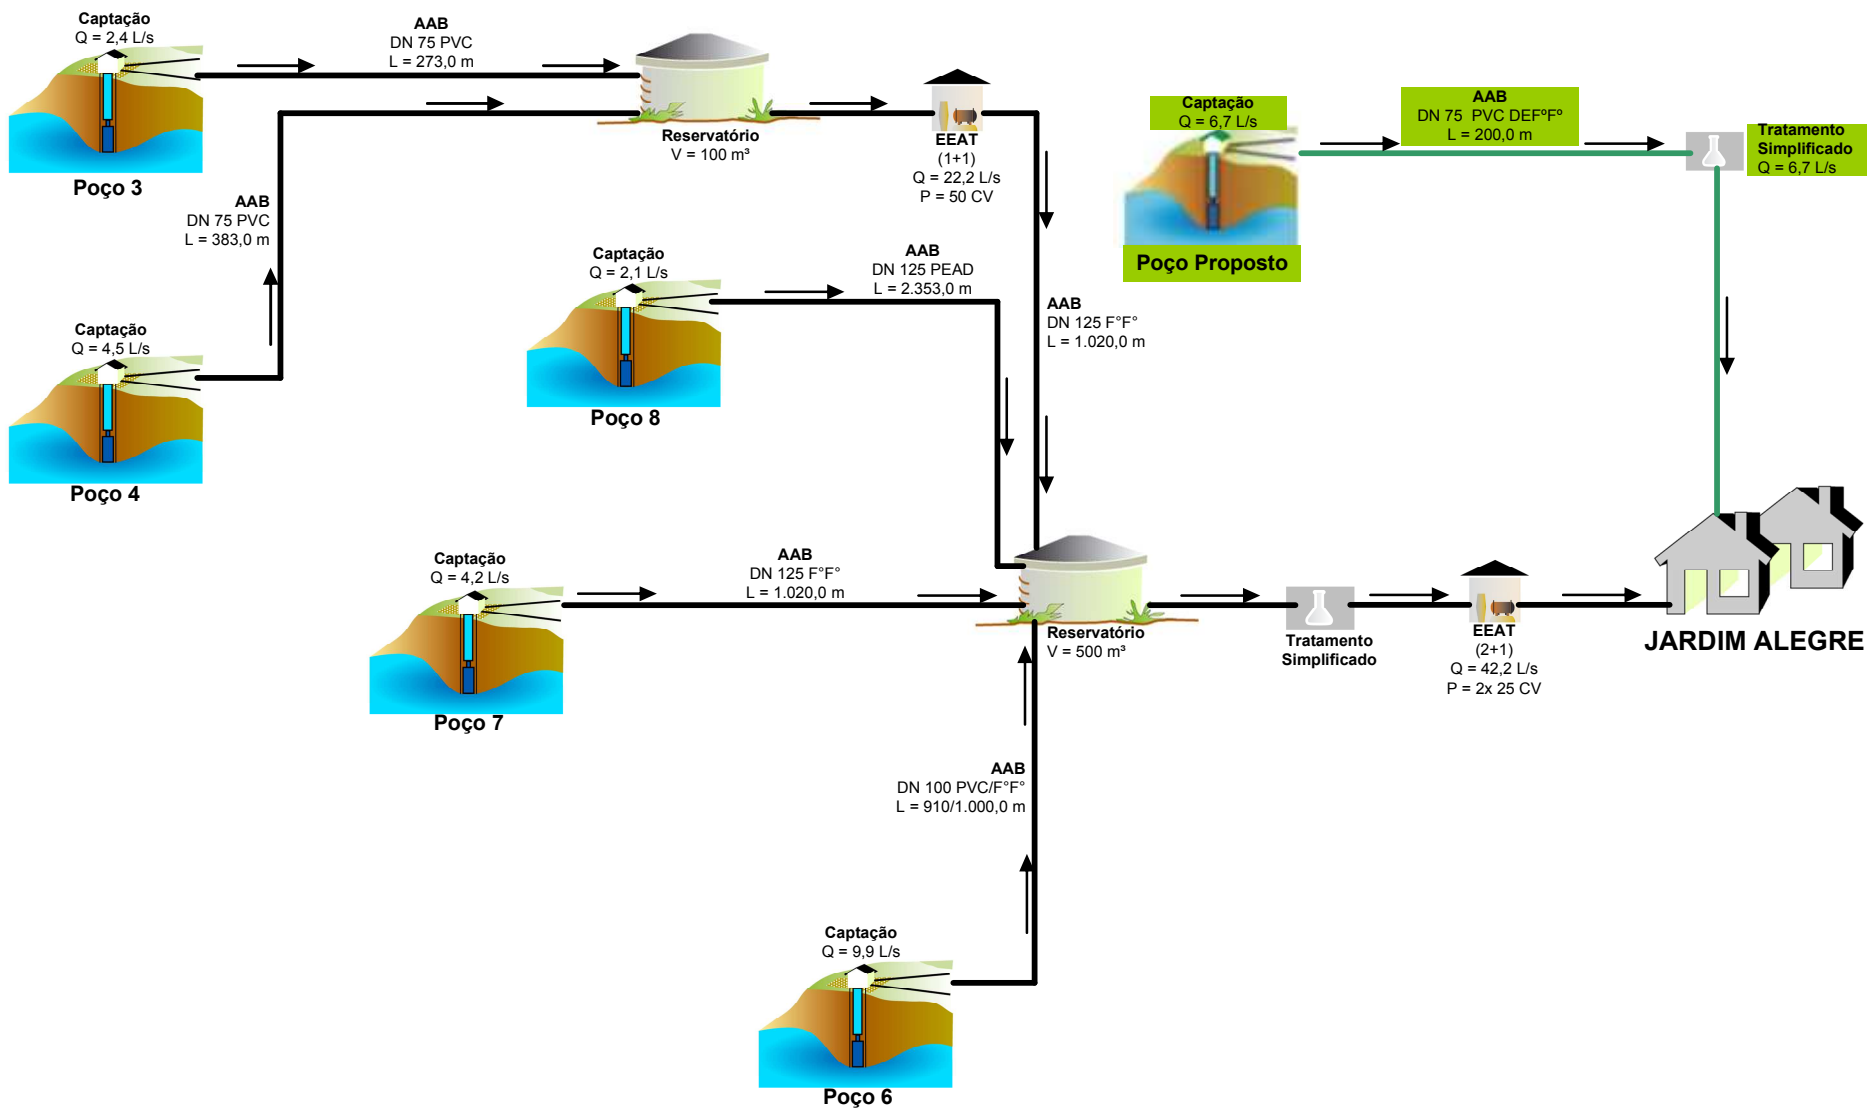 Captação
Q = 2,4 L/s
Poço 3
AAB
DN 75 PVC
L = 273,0 m
Reservatório
V = 100 m³
EEAT
(1+1)
Q = 22,2 L/s
P = 50 CV
Captação
Q = 6,7 L/s
Poço Proposto
AAB
DN 75 PVC DEFºFº
L = 200,0 m
Tratamento
Simplificado
Q = 6,7 L/s
AAB
DN 75 PVC
L = 383,0 m
Captação
Q = 4,5 L/s
Poço 4
Captação
Q = 2,1 L/s
Poço 8
AAB
DN 125 PEAD
L = 2.353,0 m
AAB
DN 125 F°F°
L = 1.020,0 m
Captação
Q = 4,2 L/s
Poço 7
AAB
DN 125 F°F°
L = 1.020,0 m
Reservatório
V = 500 m³
Tratamento
Simplificado
EEAT
(2+1)
Q = 42,2 L/s
P = 2x 25 CV
JARDIM ALEGRE
AAB
DN 100 PVC/F°F°
L = 910/1.000,0 m
Captação
Q = 9,9 L/s
Poço 6